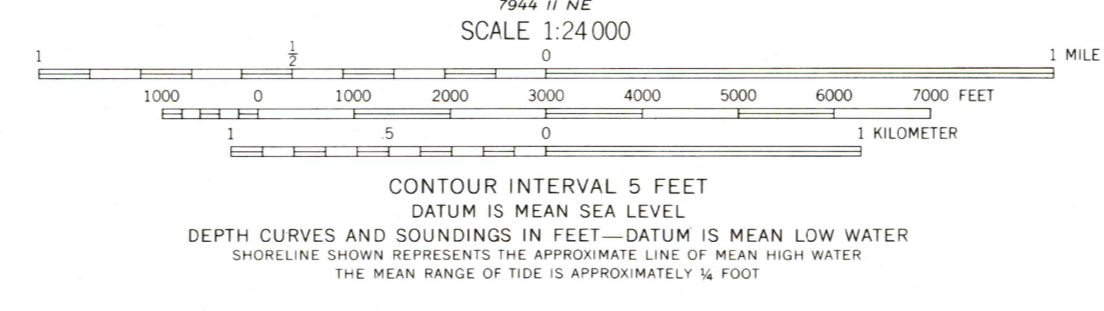 7944 II NE
SCALE 1:24 000
1 1/2 0 1 MILE
1000 0 1000 2000 3000 4000 5000 6000 7000 FEET
1 .5 0 1 KILOMETER
CONTOUR INTERVAL 5 FEET
DATUM IS MEAN SEA LEVEL
DEPTH CURVES AND SOUNDINGS IN FEET—DATUM IS MEAN LOW WATER
SHORELINE SHOWN REPRESENTS THE APPROXIMATE LINE OF MEAN HIGH WATER
THE MEAN RANGE OF TIDE IS APPROXIMATELY ¼ FOOT